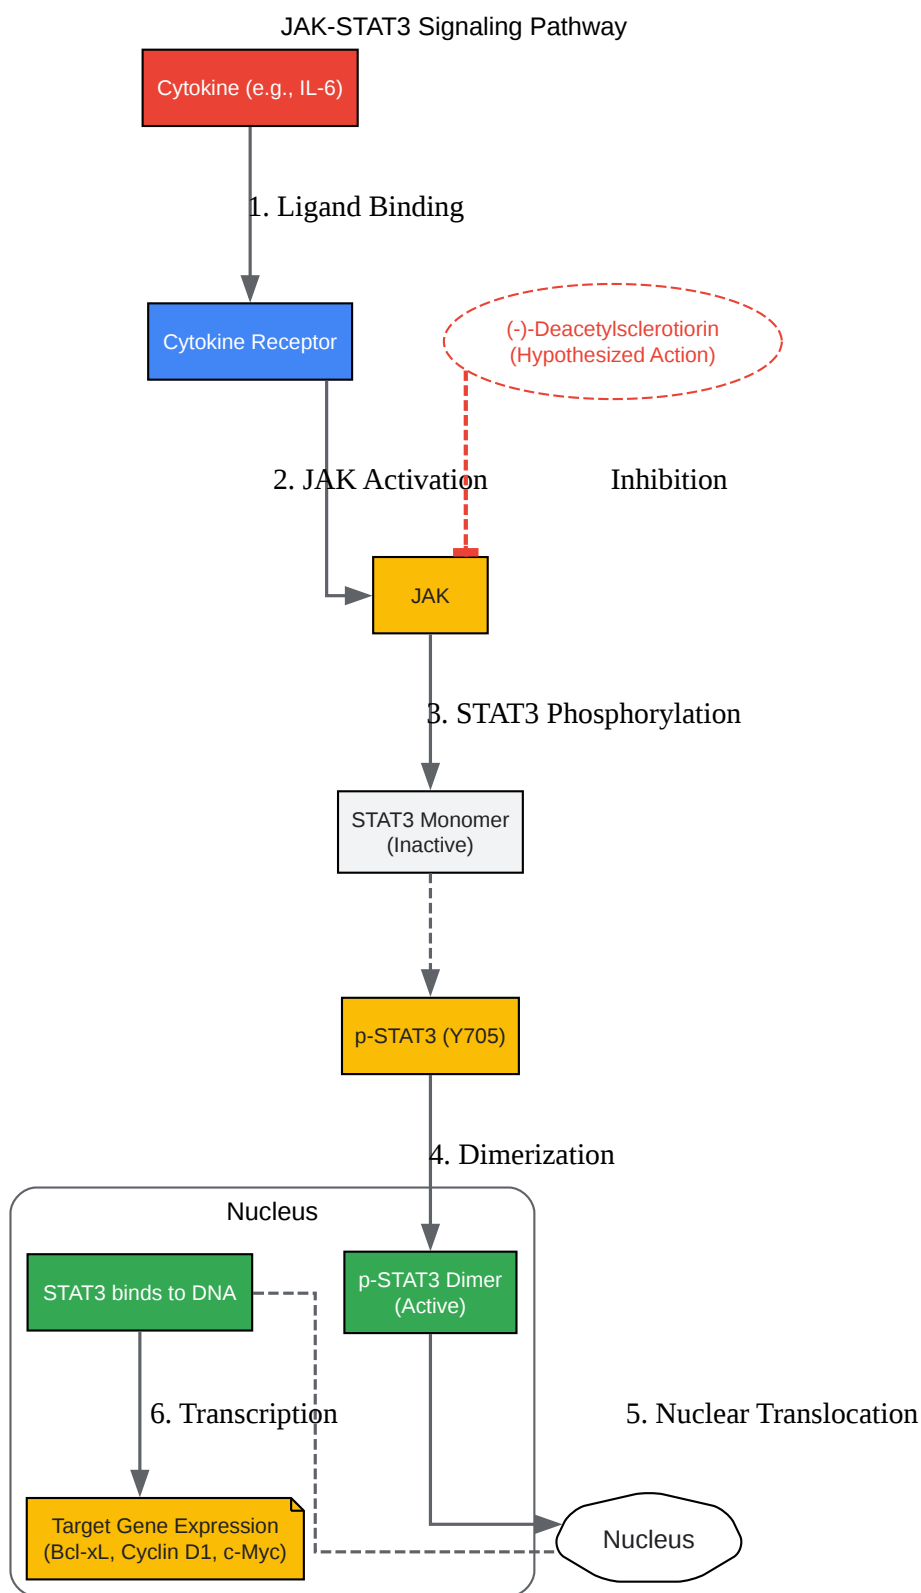 JAK-STAT3 Signaling Pathway
Cytokine (e.g., IL-6)
1. Ligand Binding
Cytokine Receptor
(-)-Deacetylsclerotiorin
(Hypothesized Action)
2. JAK Activation
Inhibition
JAK
3. STAT3 Phosphorylation
STAT3 Monomer
(Inactive)
p-STAT3 (Y705)
4. Dimerization
Nucleus
STAT3 binds to DNA
p-STAT3 Dimer
(Active)
6. Transcription
5. Nuclear Translocation
Target Gene Expression
(Bcl-xL, Cyclin D1, c-Myc)
Nucleus